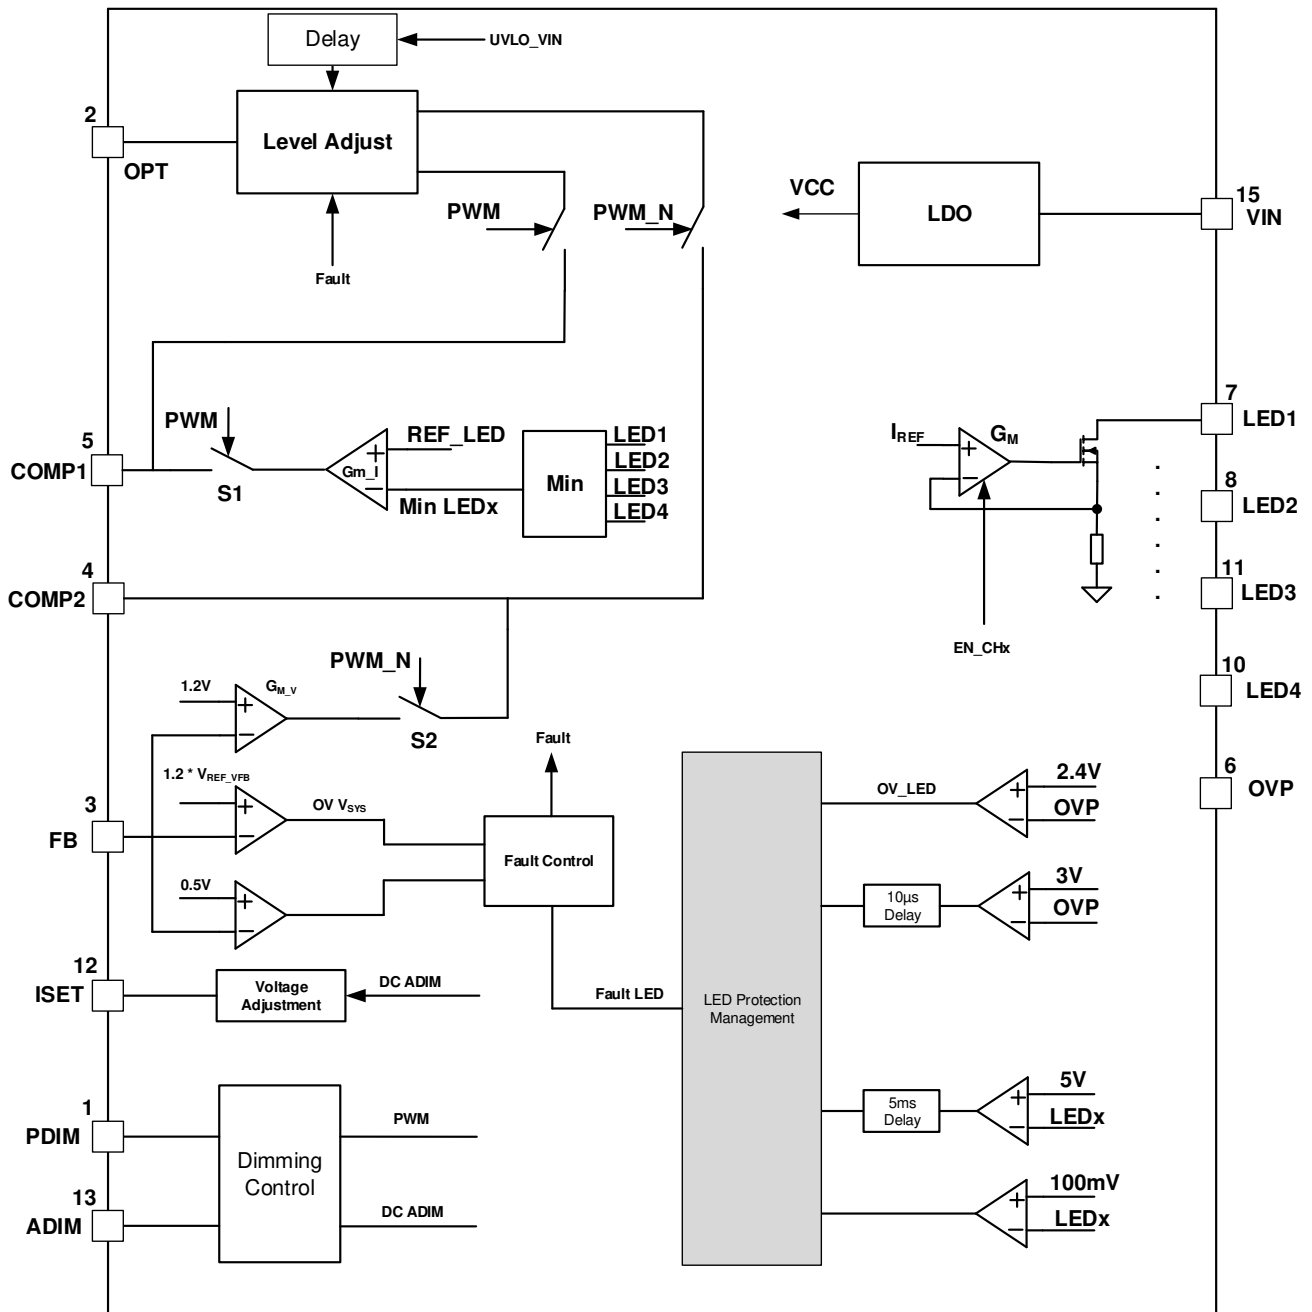 Delay
UVLO_VIN
2
OPT
Level Adjust
PWM
PWM_N
Fault
VCC
LDO
15
VIN
5
COMP1
PWM
S1
Gm_I
+
−
REF_LED
Min LEDx
Min
LED1
LED2
LED3
LED4
IREF
+
−
GM
EN_CHx
7
LED1
8
LED2
11
LED3
10
LED4
6
OVP
4
COMP2
PWM_N
S2
1.2V
+
−
GM_V
1.2 * VREF_VFB
+
−
OV VSYS
3
FB
0.5V
+
−
Fault
Fault Control
Fault LED
12
ISET
Voltage
Adjustment
DC ADIM
1
PDIM
13
ADIM
Dimming
Control
PWM
DC ADIM
LED Protection
Management
OV_LED
+
−
2.4V
OVP
10µs
Delay
+
−
3V
OVP
5ms
Delay
+
−
5V
LEDx
+
−
100mV
LEDx